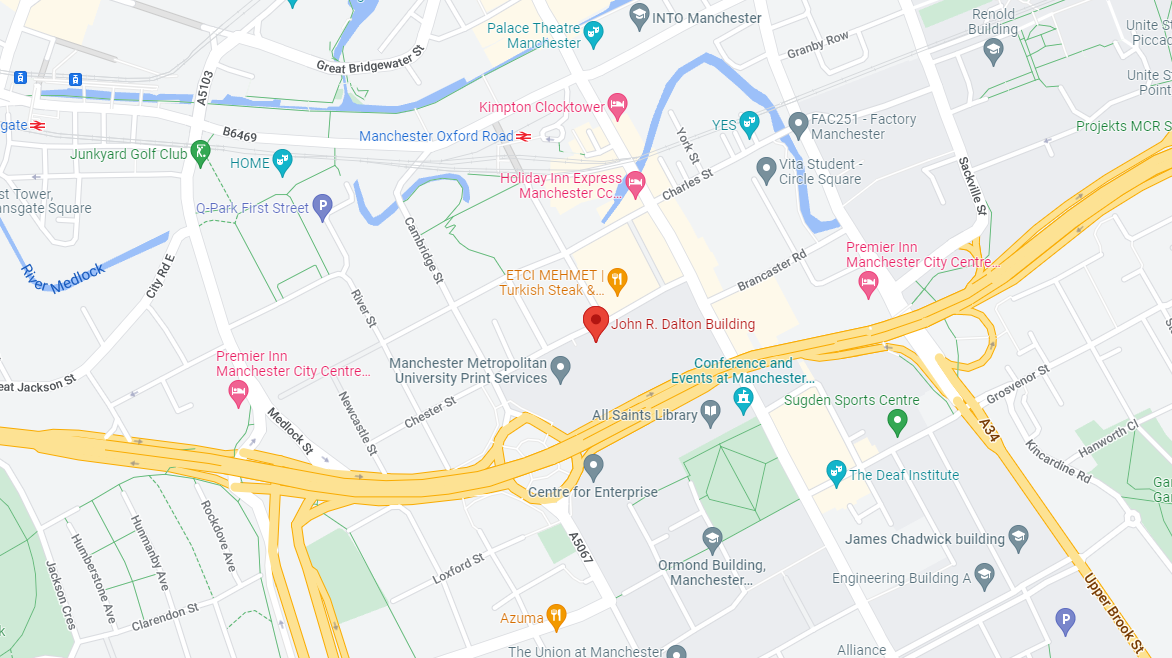 Palace Theatre
Manchester
INTO Manchester
Renold
Building
Unite
Granby Row
Great Bridgewater St
A5103
Unite
Point
Kimpton Clocktower
gate
B6469
Manchester Oxford Road
YES
FAC251 - Factory
Manchester
Projekts MCR S
Junkyard Golf Club
HOME
York St
Vita Student -
Circle Square
Sackville St
Holiday Inn Express
Manchester Cc...
Charles St
st Tower,
ansgate Square
Q-Park First Street
P
Cambridge St
River Medlock
City Rd E
Brancaster Rd
Premier Inn
Manchester City Centre...
ETCI MEHMET |
Turkish Steak &...
River St
John R. Dalton Building
Premier Inn
Manchester City Centre...
Manchester Metropolitan
University Print Services
Conference and
Events at Manchester...
eat Jackson St
Newcastle St
Chester St
All Saints Library
Sugden Sports Centre
Grosvenor St
Medlock St
A34
Hanworth Cl
Kincardine Rd
Centre for Enterprise
The Deaf Institute
Gar
Rockdove Ave
Hunmanby Ave
Humberstone Ave
Jackson Cres
A5067
James Chadwick building
Loxford St
Ormond Building,
Manchester...
Engineering Building A
Upper Brook St
Clarendon St
Azuma
P
The Union at Manchester
Alliance